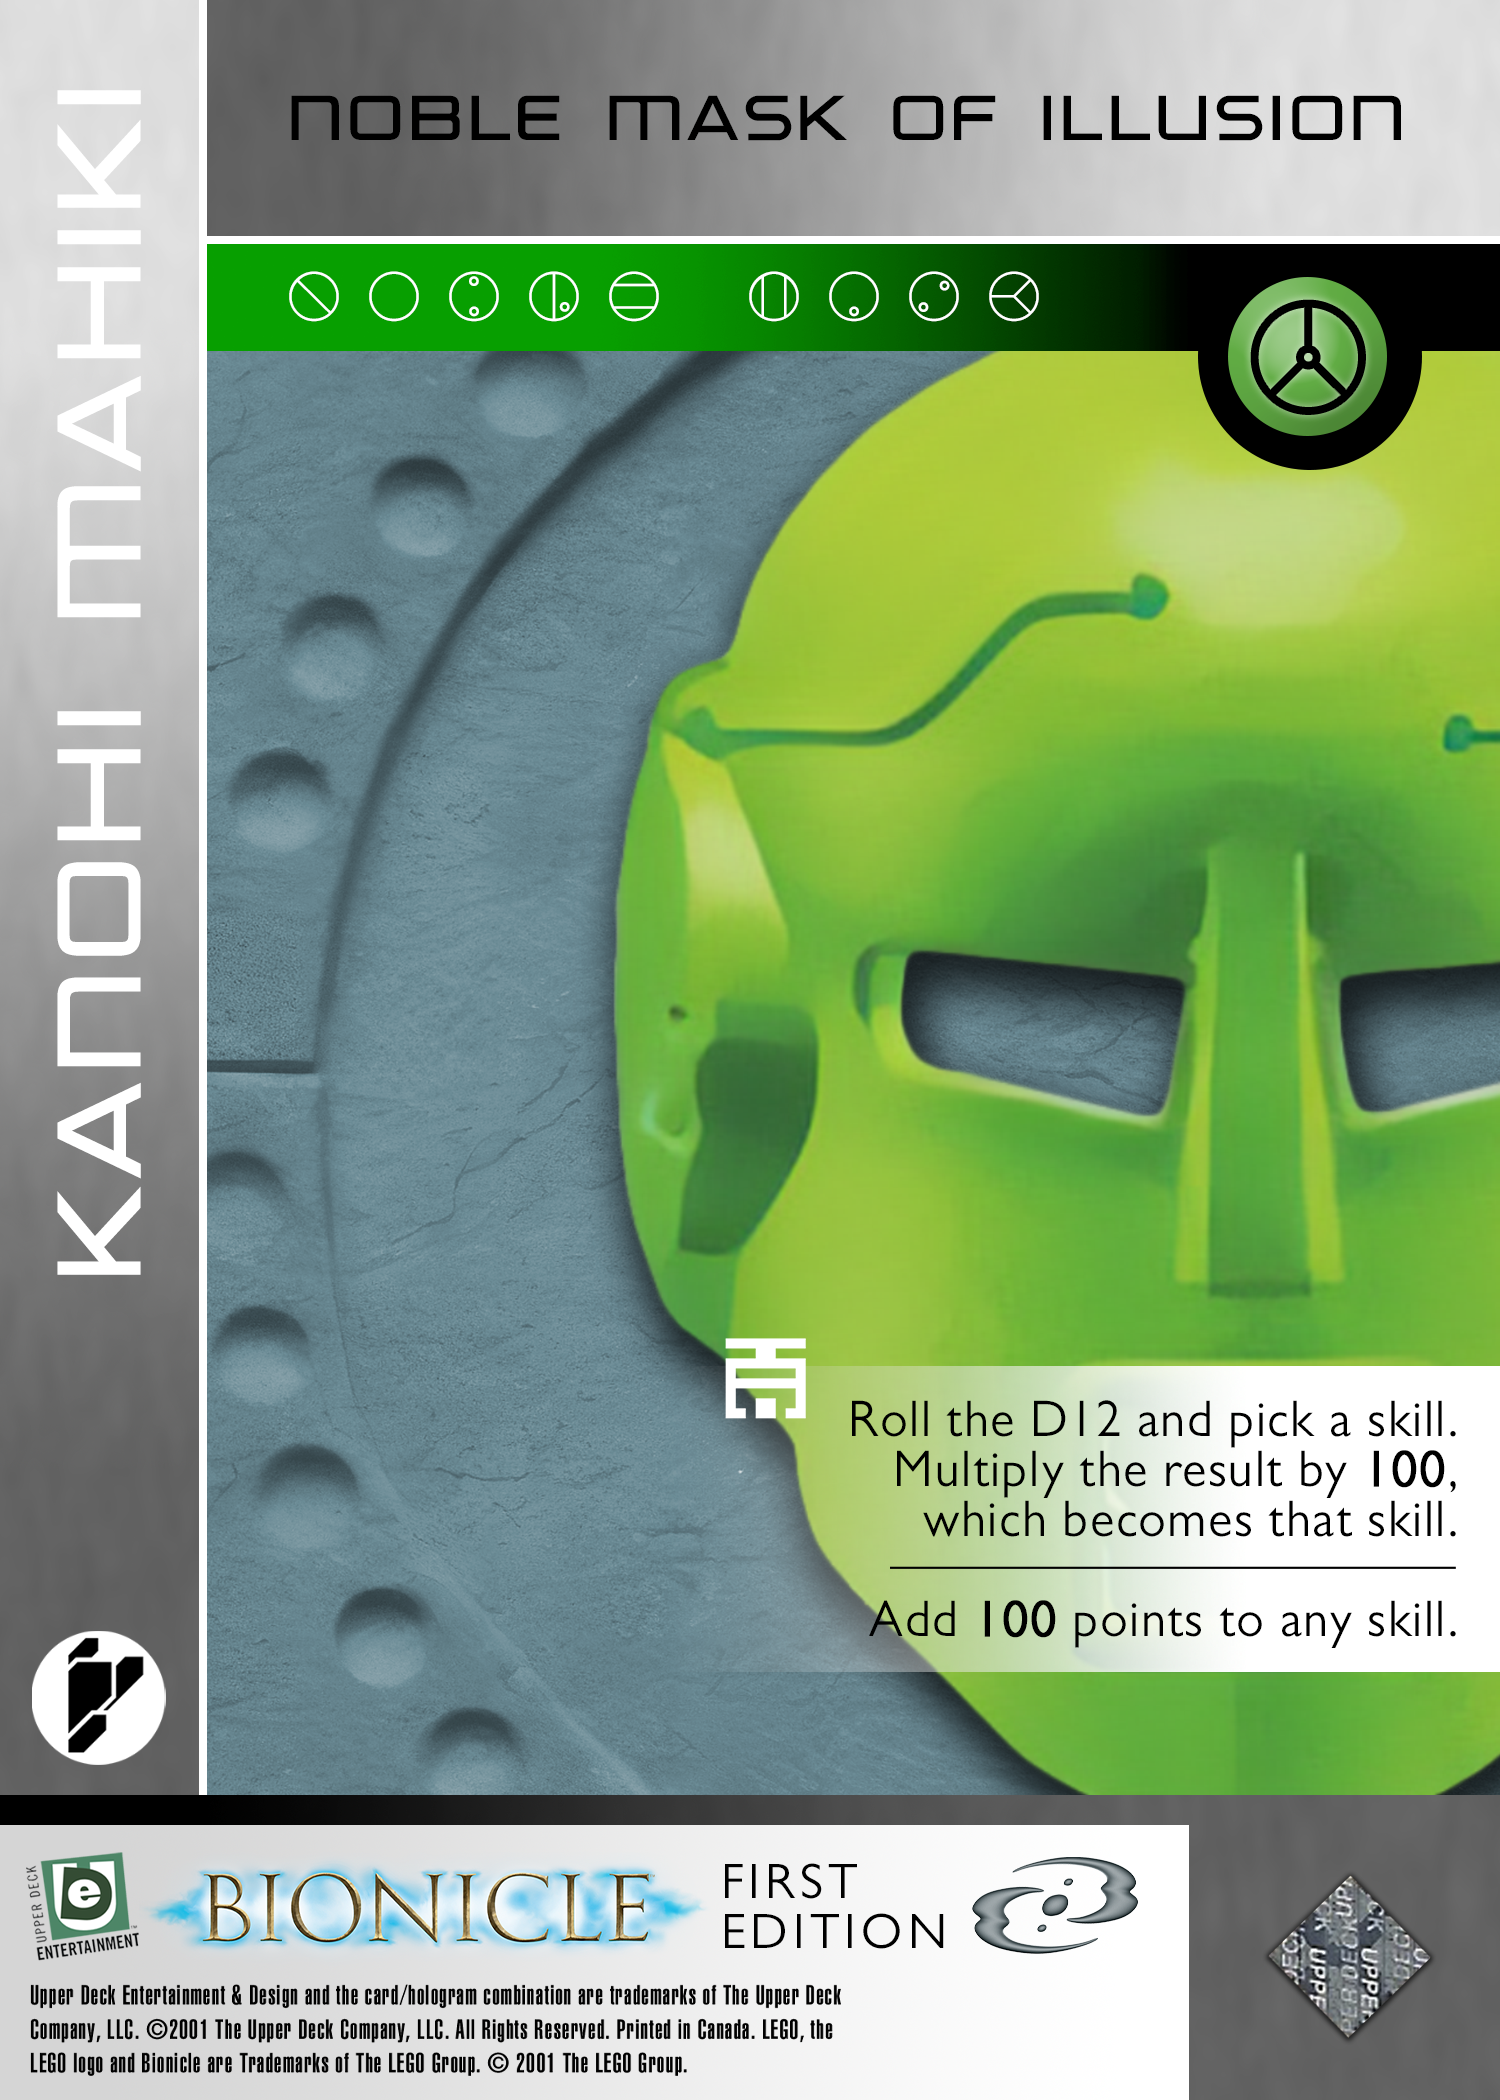 NOBLE MASK OF ILLUSION
KANOHI MAHIKI
Roll the D12 and pick a skill.
Multiply the result by 100,
which becomes that skill.
Add 100 points to any skill.
UPPER DECK
e
ENTERTAINMENT
BIONICLE
FIRST
EDITION
Upper Deck Entertainment & Design and the card/hologram combination are trademarks of The Upper Deck
Company, LLC. ©2001 The Upper Deck Company, LLC. All Rights Reserved. Printed in Canada. LEGO, the
LEGO logo and Bionicle are Trademarks of The LEGO Group. © 2001 The LEGO Group.